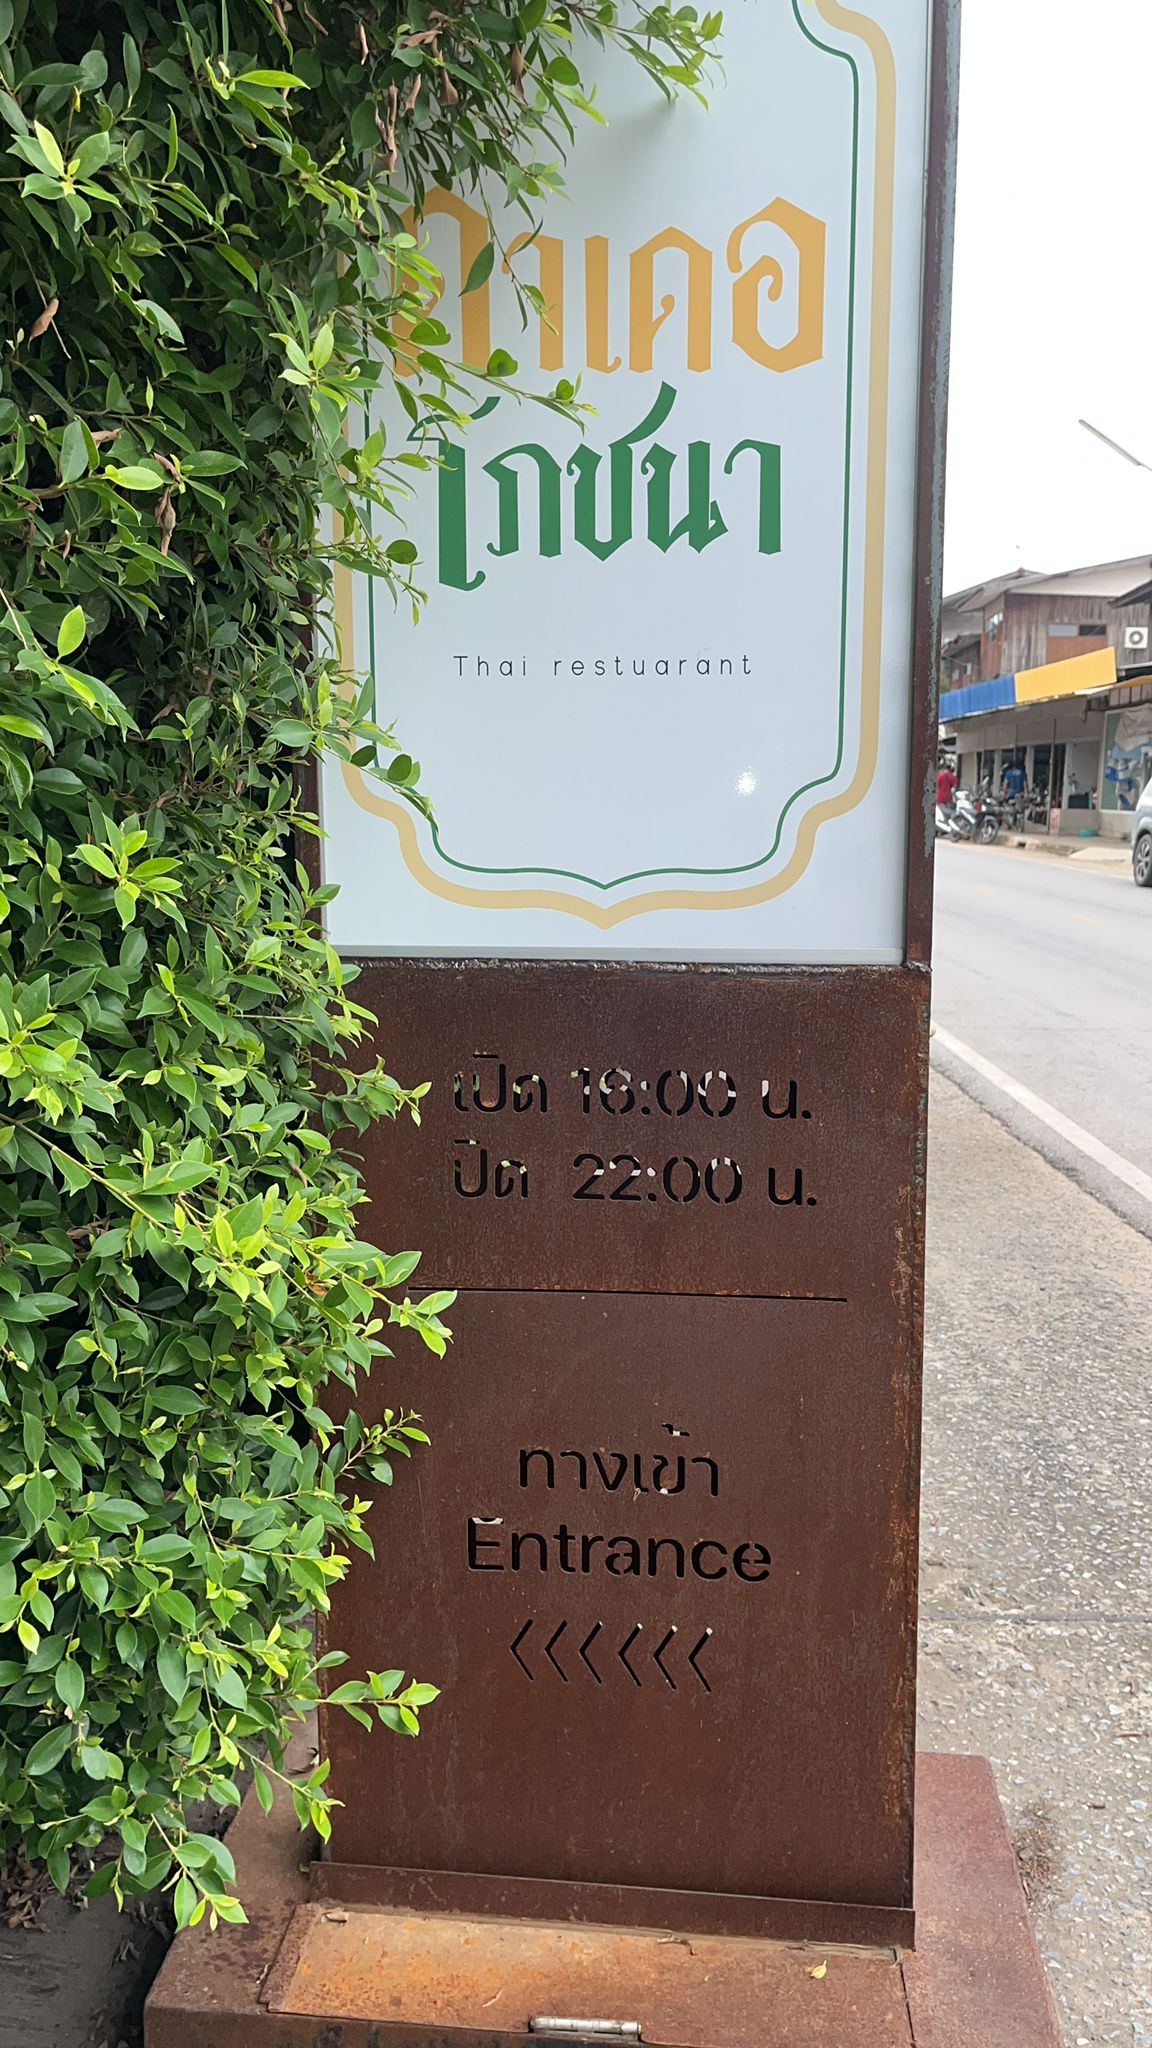 โภชนา
Thai restuarant
เปิด 16:00 น.
ปิด 22:00 น.
ทางเข้า
Entrance
<<<<<<